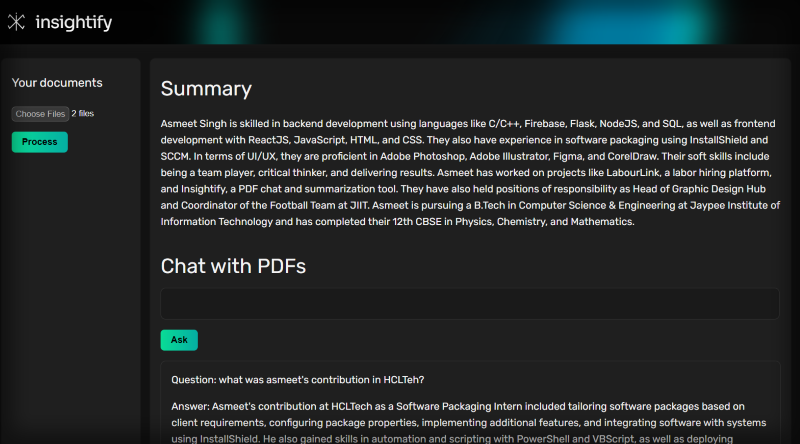 insightify
Your documents
Choose Files 2 files
Process
Summary
Asmeet Singh is skilled in backend development using languages like C/C++, Firebase, Flask, NodeJS, and SQL, as well as frontend
development with ReactJS, JavaScript, HTML, and CSS. They also have experience in software packaging using InstallShield and
SCCM. In terms of UI/UX, they are proficient in Adobe Photoshop, Adobe Illustrator, Figma, and CorelDraw. Their soft skills include
being a team player, critical thinker, and delivering results. Asmeet has worked on projects like LabourLink, a labor hiring platform,
and Insightify, a PDF chat and summarization tool. They have also held positions of responsibility as Head of Graphic Design Hub
and Coordinator of the Football Team at JIIT. Asmeet is pursuing a B.Tech in Computer Science & Engineering at Jaypee Institute of
Information Technology and has completed their 12th CBSE in Physics, Chemistry, and Mathematics.
Chat with PDFs
Ask
Question: what was asmeet's contribution in HCLTeh?
Answer: Asmeet's contribution at HCLTech as a Software Packaging Intern included tailoring software packages based on
client requirements, configuring package properties, implementing additional features, and integrating software with systems
using InstallShield. He also gained skills in automation and scripting with PowerShell and VBScript, as well as deploying